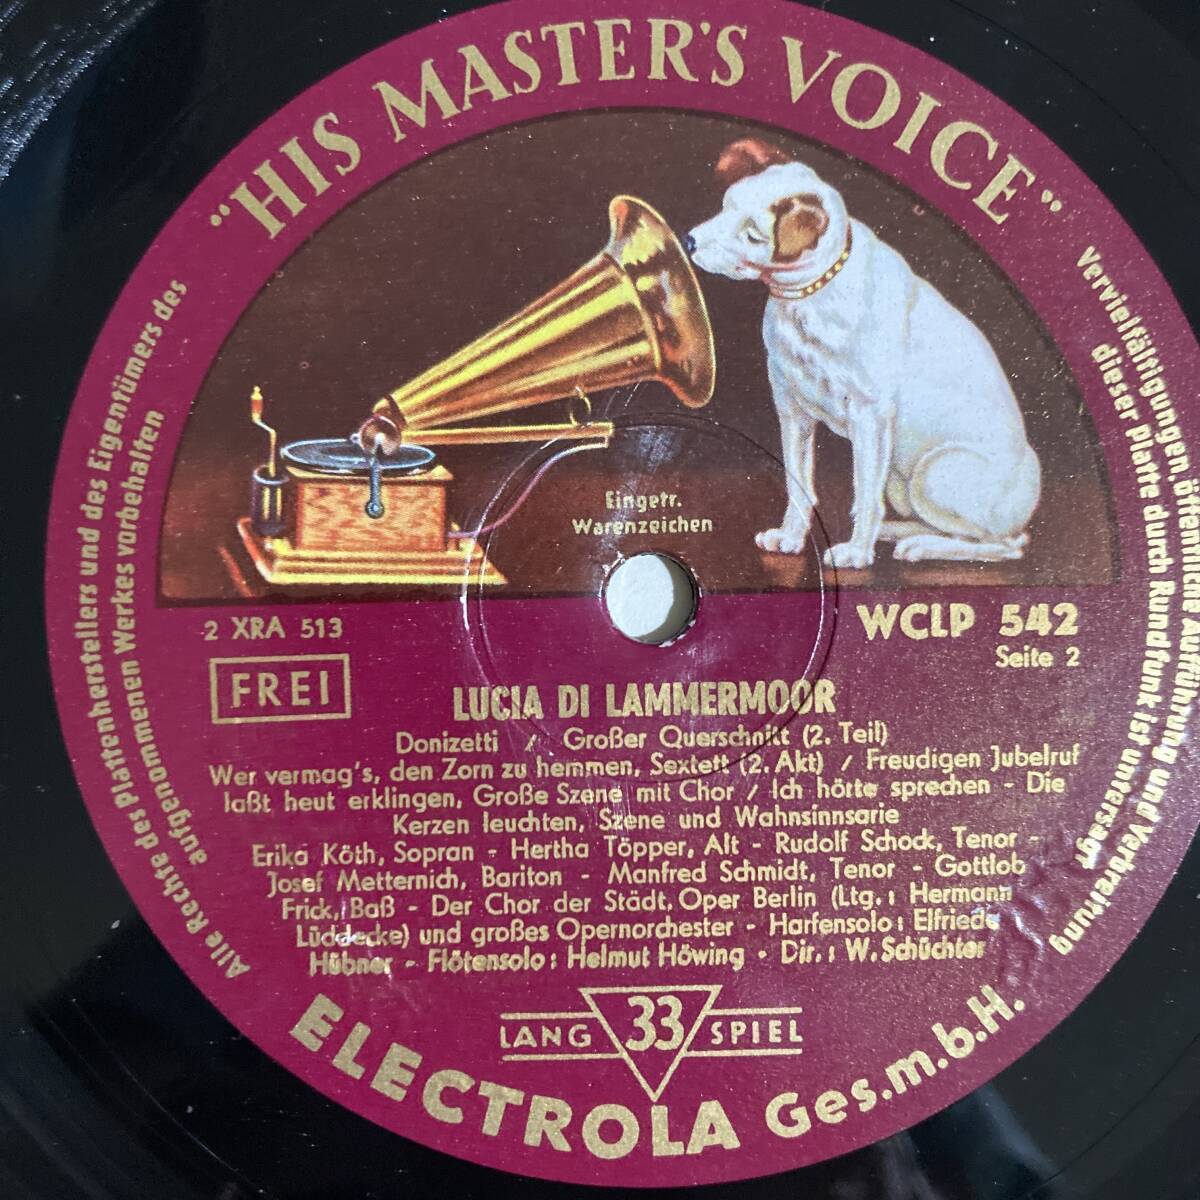 "HIS MASTER'S VOICE"
Eingetr.
Warenzeichen
2 XRA 513
FREI
WCLP 542
Seite 2
LUCIA DI LAMMERMOOR
Donizetti / Großer Querschnitt (2. Teil)
Wer vermag's, den Zorn zu hemmen, Sextett (2. Akt) / Freudigen Jubelruf
laßt heut erklingen, Große Szene mit Chor / Ich hörte sprechen - Die
Kerzen leuchten, Szene und Wahnsinnsarie
Erika Köth, Sopran - Hertha Töpper, Alt - Rudolf Schock, Tenor -
Josef Metternich, Bariton - Manfred Schmidt, Tenor - Gottlob
Frick, Baß - Der Chor der Städt. Oper Berlin (Ltg.: Hermann
Lüddecke) und großes Opernorchester - Harfensolo: Elfriede
Hübner - Flötensolo: Helmut Höwing - Dir.: W. Schüchter
LANG 33 SPIEL
ELECTROLA Ges.m.b.H.
Alle Rechte des Plattenherstellers und des Eigentümers des
aufgenommenen Werkes vorbehalten
Vervielfältigungen, öffentliche Aufführung und Verbreitung
dieser Platte durch Rundfunk ist untersagt